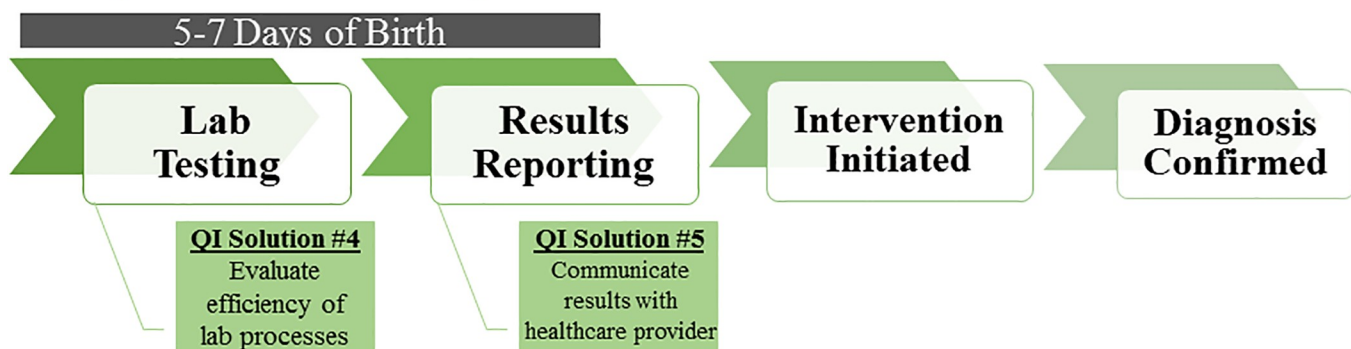 5-7 Days of Birth
Lab
Testing
Results
Reporting
Intervention
Initiated
Diagnosis
Confirmed
QI Solution #4
Evaluate
efficiency of
lab processes
QI Solution #5
Communicate
results with
healthcare provider